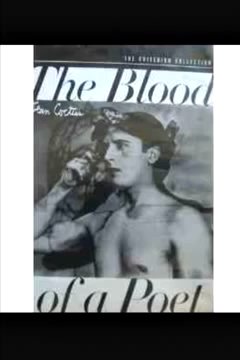 THE CRITERION COLLECTION
The Blood
Jean Cocteau
of a Poet